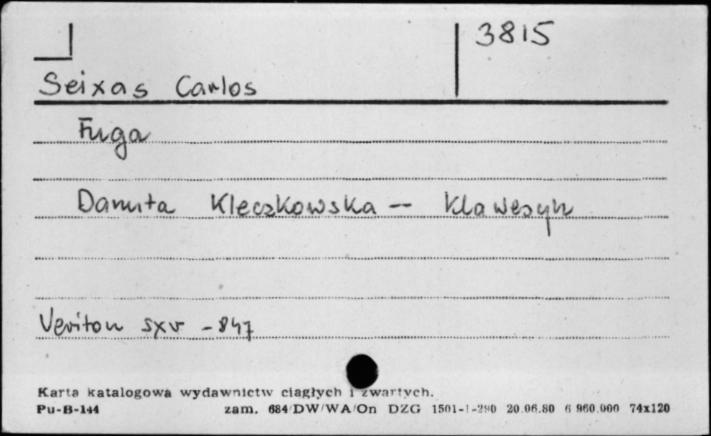 3815
Seixas Carlos
Fuga
Danuta Kleczkowska -- Klawesyn
Veriton sxv -847
Karta katalogowa wydawnictw ciągłych i zwartych.
Pu-B-144 zam. 684/DW/WA/On DZG 1501-1-290 20.06.80 6 960.000 74x120